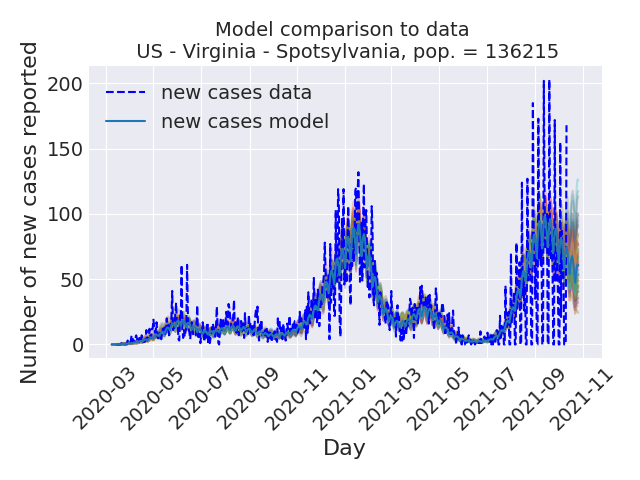 Model comparison to data
US - Virginia - Spotsylvania, pop. = 136215
Number of new cases reported
200
150
100
50
0
new cases data
new cases model
2020-03
2020-05
2020-07
2020-09
2020-11
2021-01
2021-03
2021-05
2021-07
2021-09
2021-11
Day